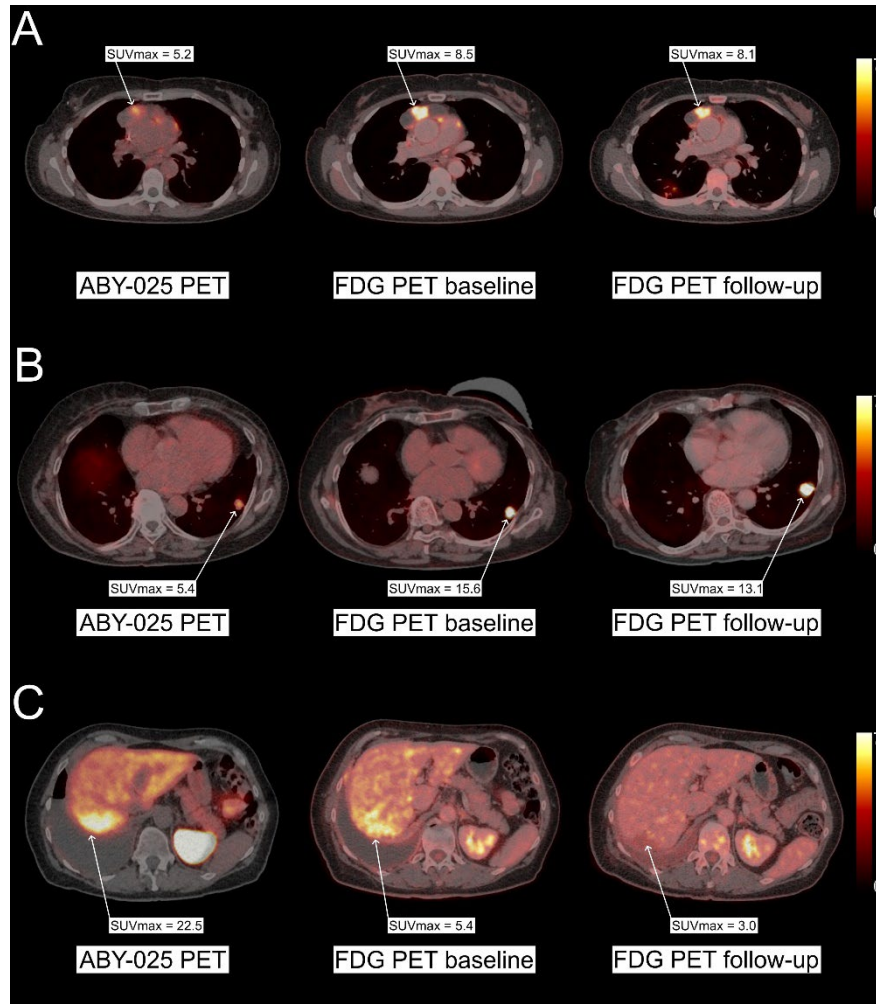 A
SUVmax = 5.2
SUVmax = 8.5
SUVmax = 8.1
ABY-025 PET
FDG PET baseline
FDG PET follow-up
B
SUVmax = 5.4
SUVmax = 15.6
SUVmax = 13.1
ABY-025 PET
FDG PET baseline
FDG PET follow-up
C
SUVmax = 22.5
SUVmax = 5.4
SUVmax = 3.0
ABY-025 PET
FDG PET baseline
FDG PET follow-up